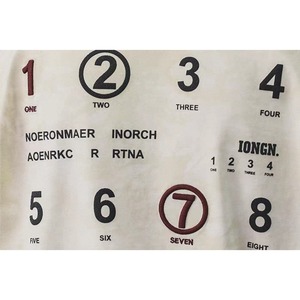 1 2 3 4
ONE TWO THREE FOUR
NOERONMAER INORCH
IONGN.
AOENRKC R RTNA
1 2 3 4
ONE TWO THREE FOUR
5 6 7 8
FIVE SIX SEVEN EIGHT